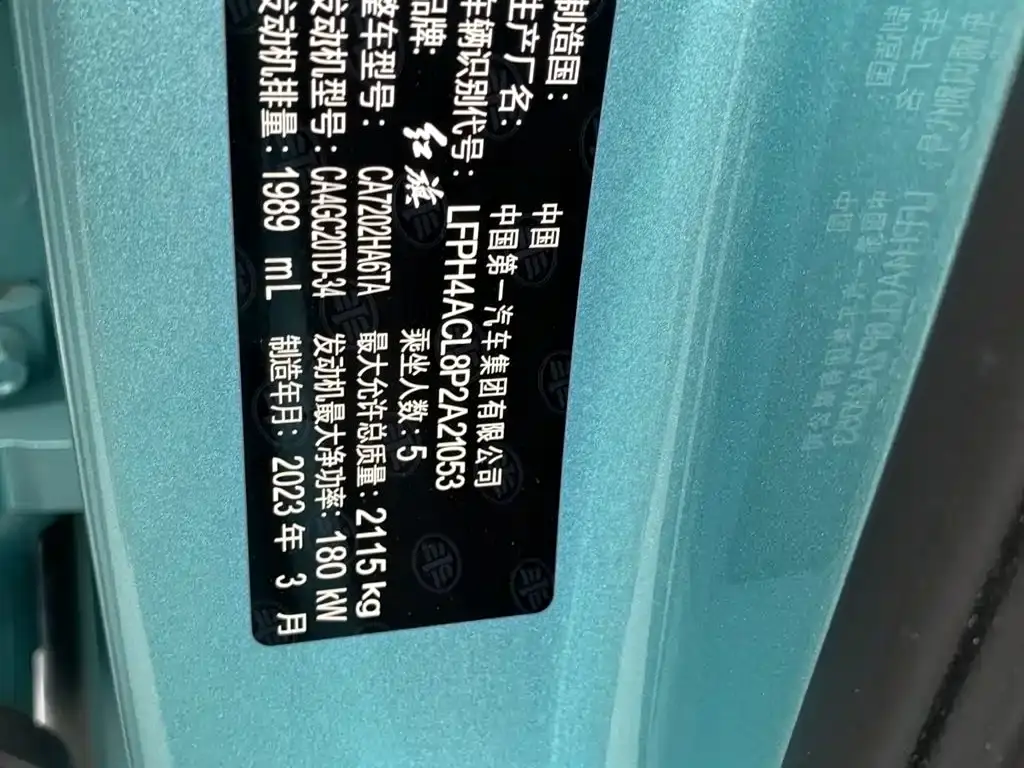 制造国: 中国
生产厂名: 中国第一汽车集团有限公司
车辆识别代号: LFPH4ACL8P2A21053
品牌: 红旗 乘坐人数: 5
整车型号: CA7202HA6TA 最大允许总质量: 2115 kg
发动机型号: CA4GC20TD-34 发动机最大净功率: 180 kW
发动机排量: 1989 mL 制造年月: 2023 年 3 月